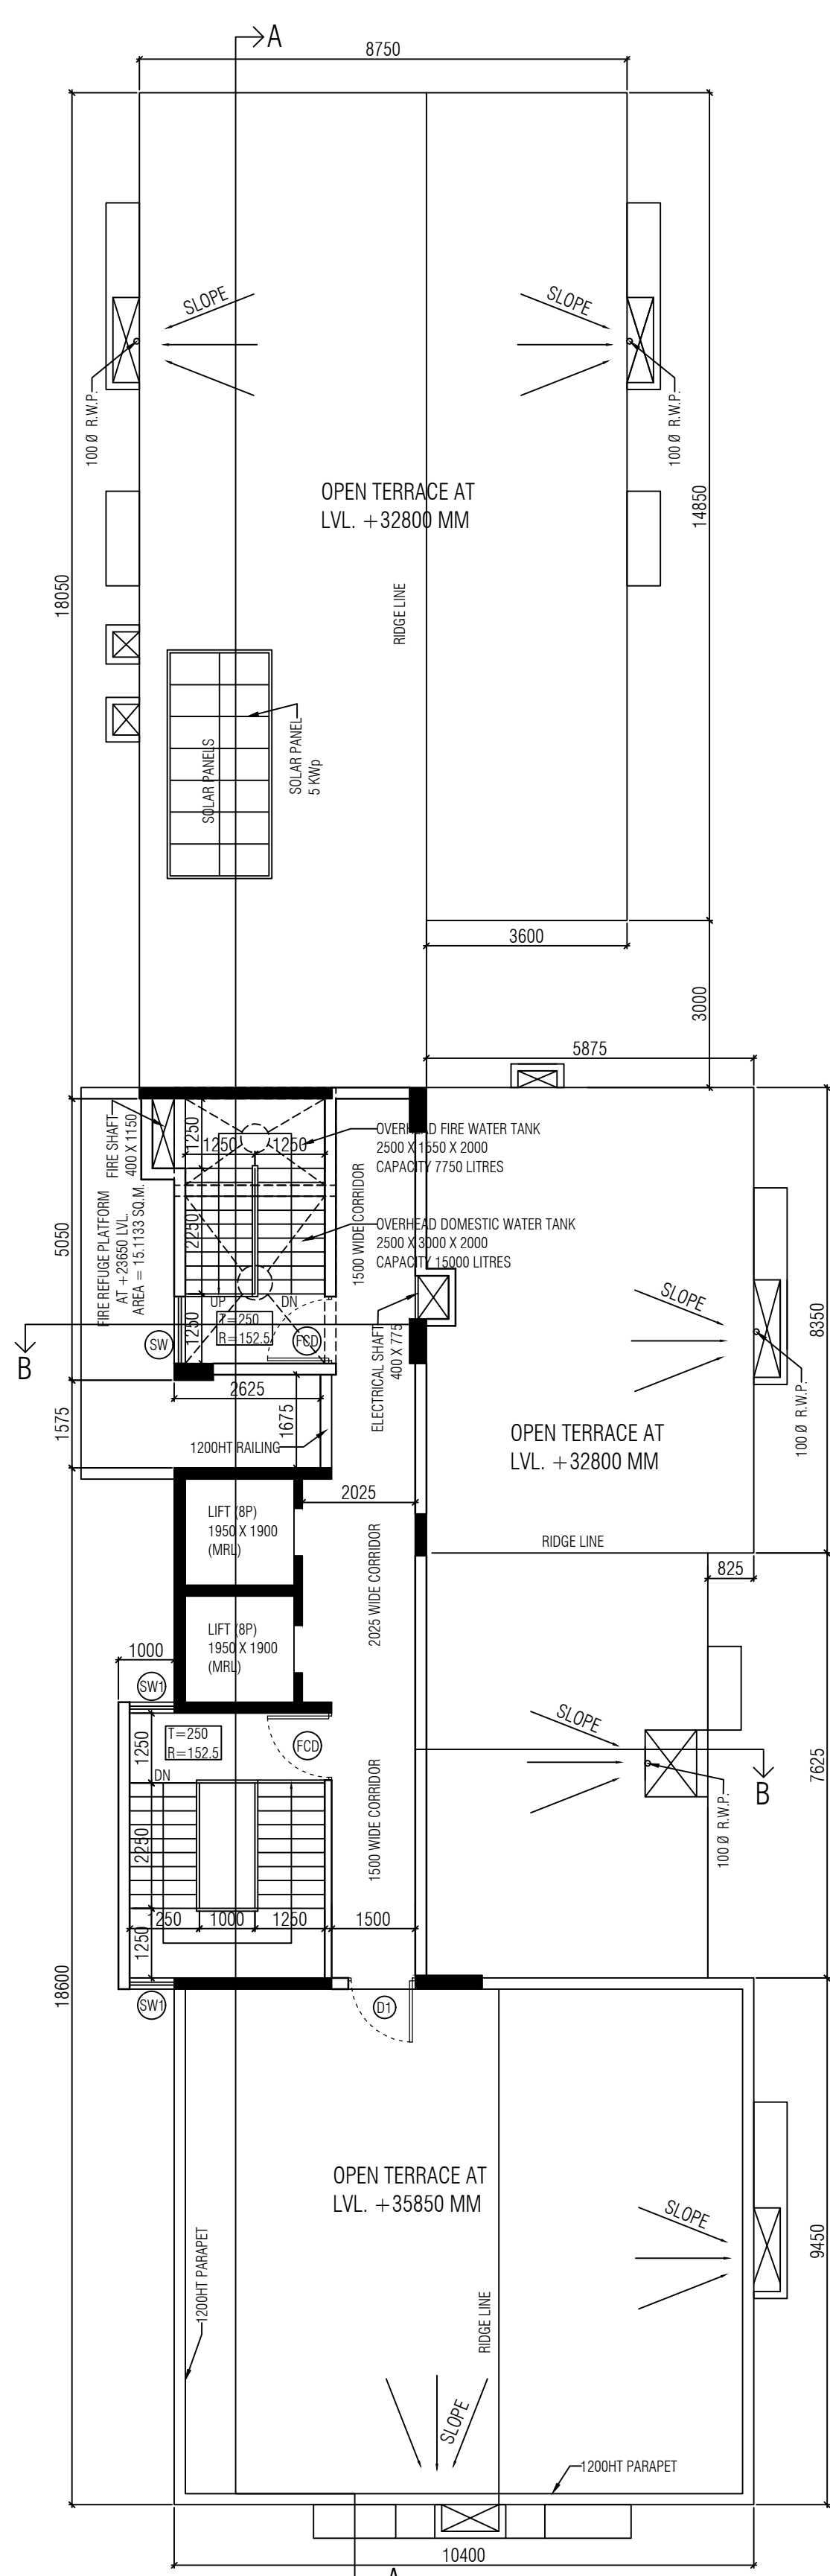 A
8750
SLOPE
SLOPE
100 Ø R.W.P.
100 Ø R.W.P.
OPEN TERRACE AT
LVL. +32800 MM
14850
18050
RIDGE LINE
SOLAR PANELS
SOLAR PANEL
5 KWp
3600
3000
5875
FIRE SHAFT
400 X 1150
1250
1250
1250
OVERHEAD FIRE WATER TANK
2500 X 1550 X 2000
CAPACITY 7750 LITRES
1500 WIDE CORRIDOR
FIRE REFUGE PLATFORM
AT +23650 LVL.
AREA = 15.1133 SQ.M.
5050
2250
OVERHEAD DOMESTIC WATER TANK
2500 X 3000 X 2000
CAPACITY 15000 LITRES
UP
DN
SLOPE
8350
1250
T=250
R=152.5
FCD
SW
B
ELECTRICAL SHAFT
400 X 775
100 Ø R.W.P.
2625
1575
1675
1200HT RAILING
OPEN TERRACE AT
LVL. +32800 MM
2025
LIFT (8P)
1950 X 1900
(MRL)
RIDGE LINE
2025 WIDE CORRIDOR
825
LIFT (8P)
1950 X 1900
(MRL)
1000
SW1
SLOPE
T=250
R=152.5
FCD
1250
DN
7625
B
100 Ø R.W.P.
2250
1500 WIDE CORRIDOR
1250
1000
1250
1500
1250
18600
SW1
D1
OPEN TERRACE AT
LVL. +35850 MM
SLOPE
9450
1200HT PARAPET
RIDGE LINE
SLOPE
1200HT PARAPET
10400
A